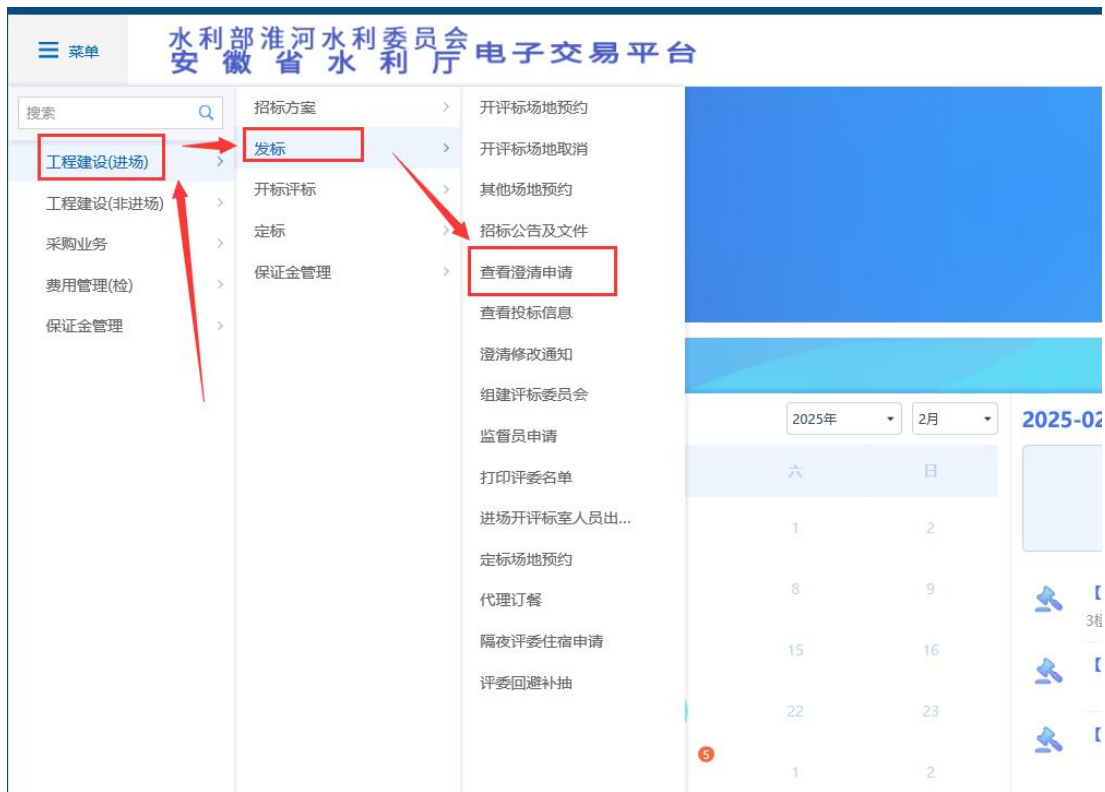 菜单
水利部淮河水利委员会
安徽省水利厅
电子交易平台
搜索
工程建设(进场)
工程建设(非进场)
采购业务
费用管理(检)
保证金管理
招标方案
发标
开标评标
定标
保证金管理
开评标场地预约
开评标场地取消
其他场地预约
招标公告及文件
查看澄清申请
查看投标信息
澄清修改通知
组建评标委员会
监督员申请
打印评委名单
进场开评标室人员出...
定标场地预约
代理订餐
隔夜评委住宿申请
评委回避补抽
2025年 2月
六 日
1 2
8 9
15 16
22 23
5
1 2
2025-02
【
3楼
【
【